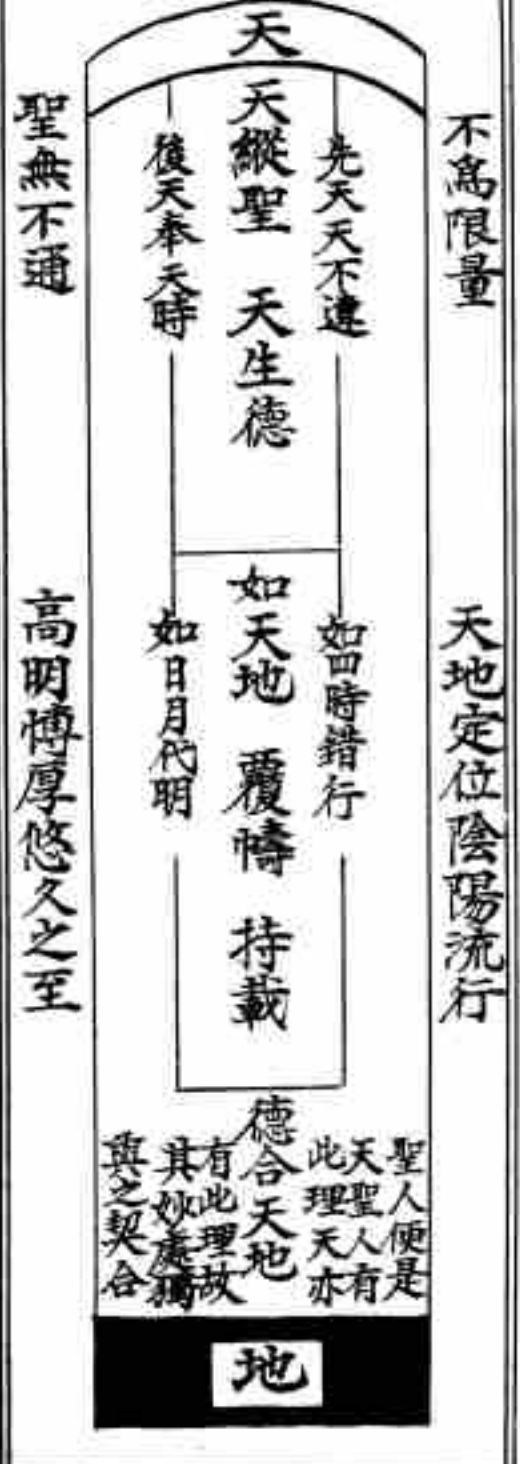 天
不為限量
天地定位陰陽流行
先天天不違
天縱聖 天生德
後天奉天時
聖無不通
高明博厚悠久之至
如四時錯行
如天地 覆幬 持載
如日月代明
德合天地
聖人便是
天聖人有
此理天亦
有此理故
其妙處獨
與之契合
地